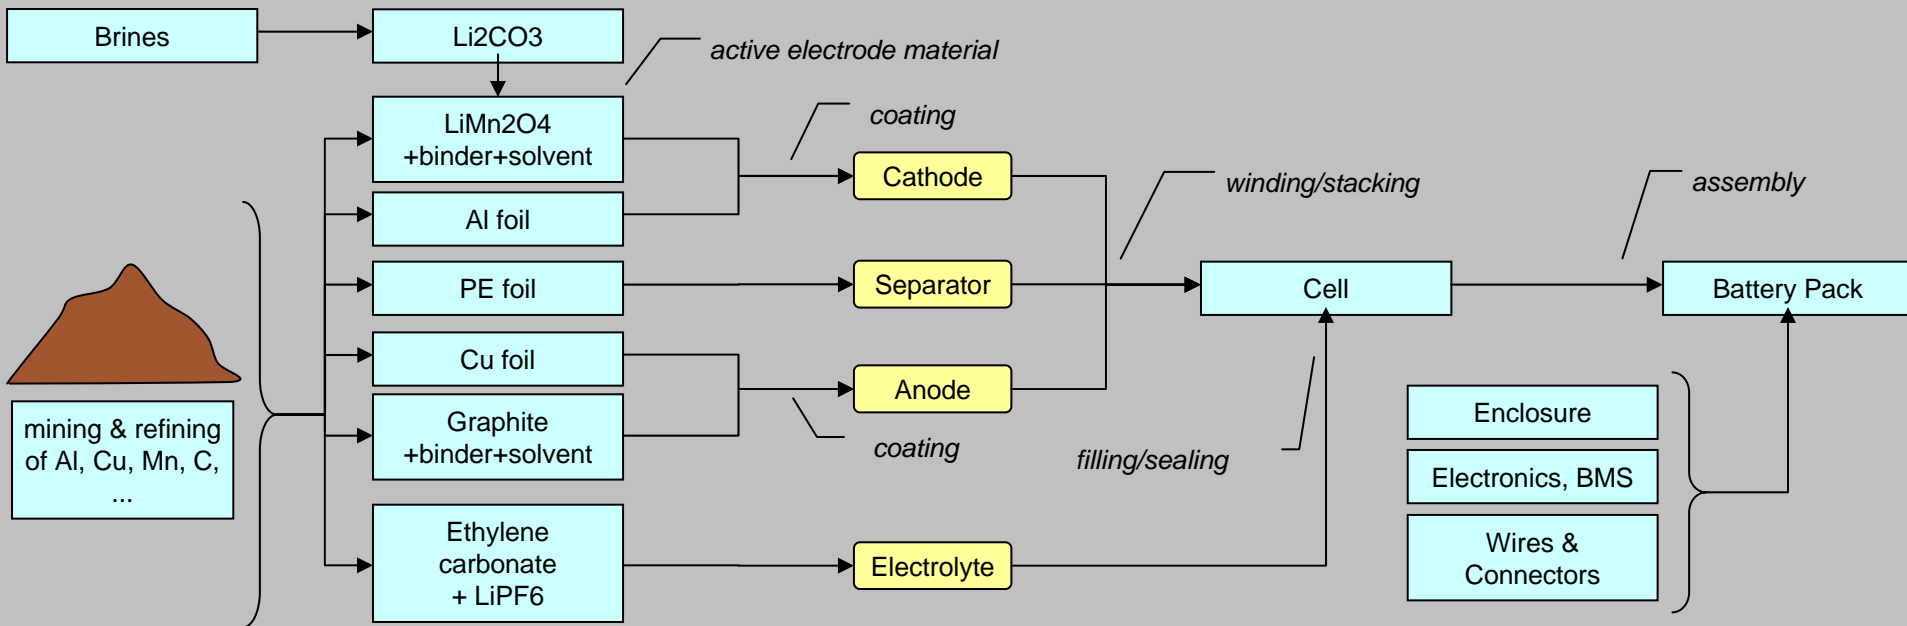 Brines
Li2CO3
active electrode material
LiMn2O4
+binder+solvent
coating
Cathode
winding/stacking
assembly
Al foil
PE foil
Separator
Cell
Battery Pack
Cu foil
Anode
mining & refining
of Al, Cu, Mn, C,
...
Graphite
+binder+solvent
coating
filling/sealing
Enclosure
Electronics, BMS
Wires &
Connectors
Ethylene
carbonate
+ LiPF6
Electrolyte